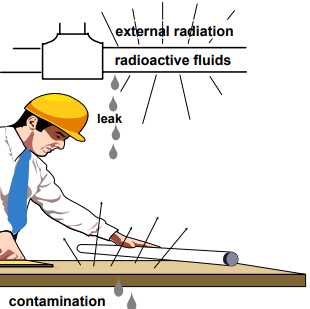 external radiation
radioactive fluids
leak
contamination